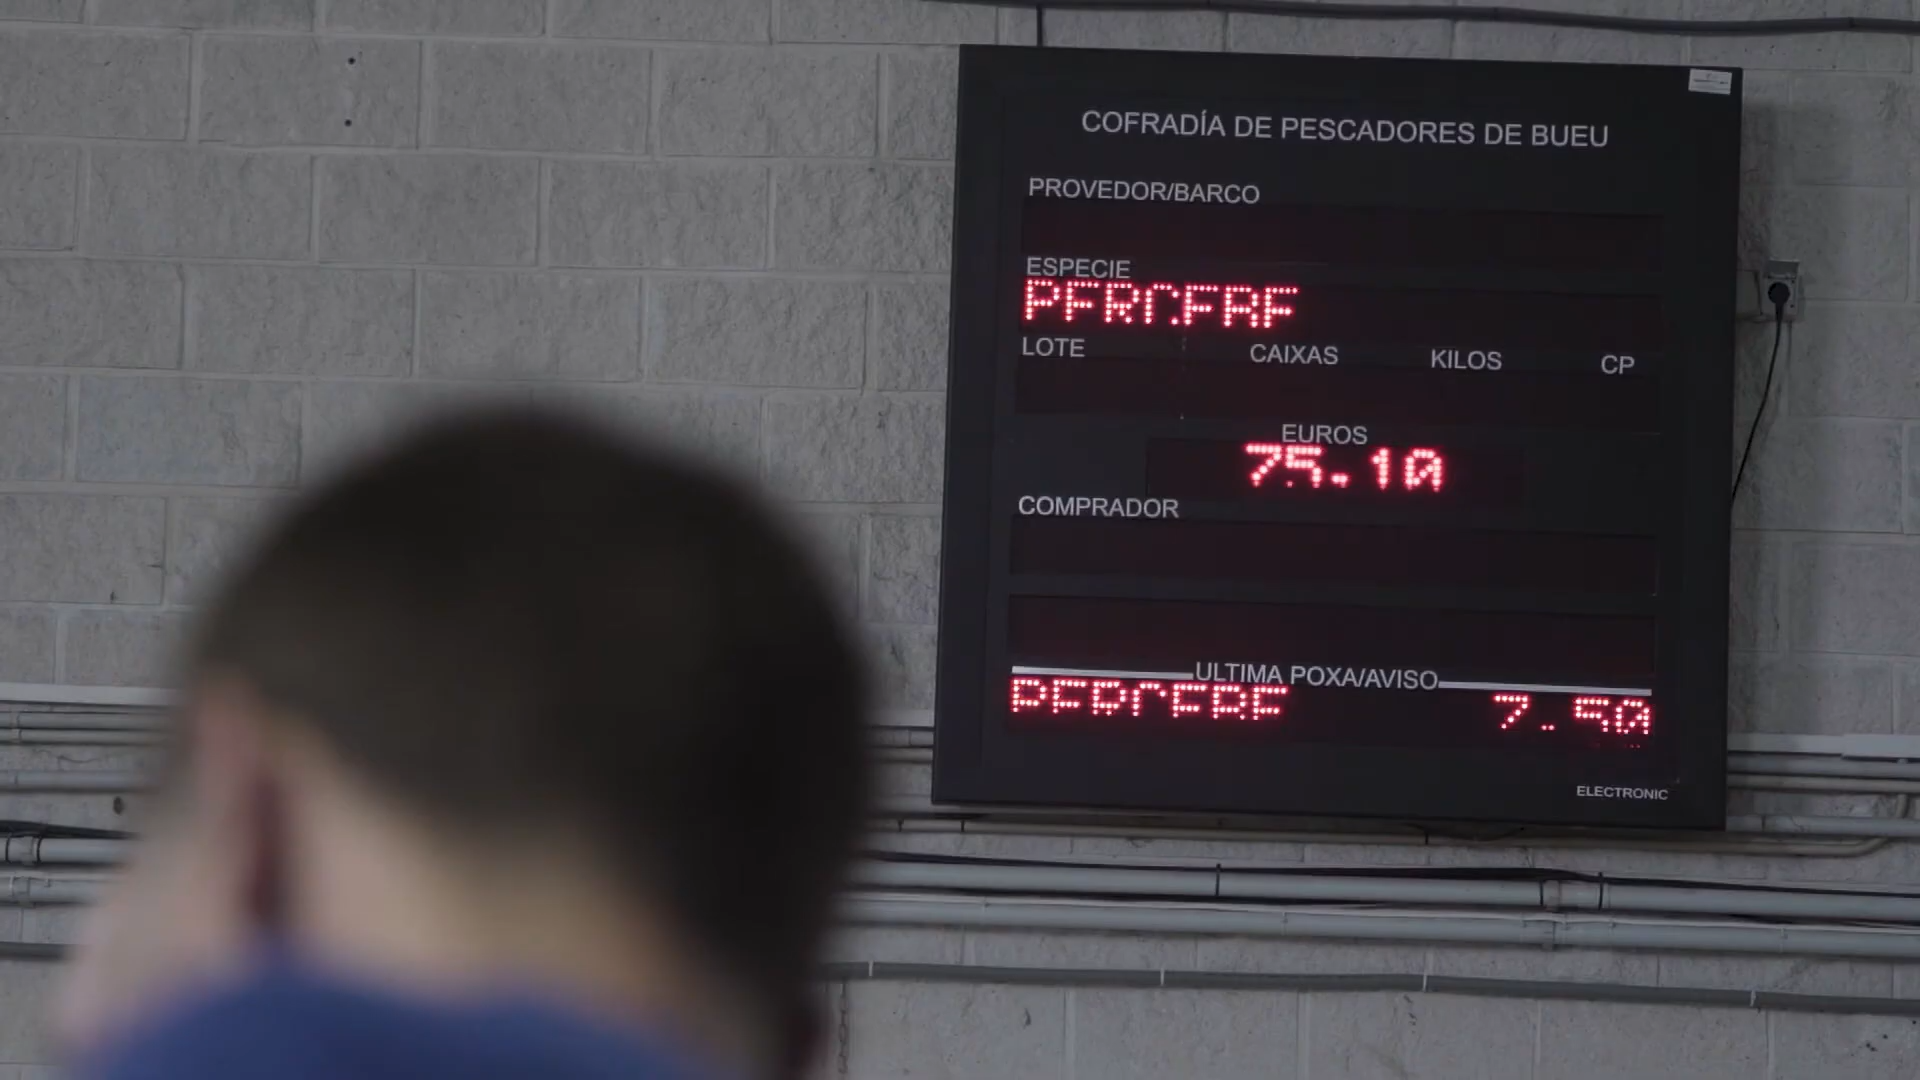 COFRADÍA DE PESCADORES DE BUEU
PROVEDOR/BARCO
ESPECIE
PERCEBE
LOTE CAIXAS KILOS CP
EUROS
75.10
COMPRADOR
ULTIMA POXA/AVISO
PERCEBE 7.50
ELECTRONIC